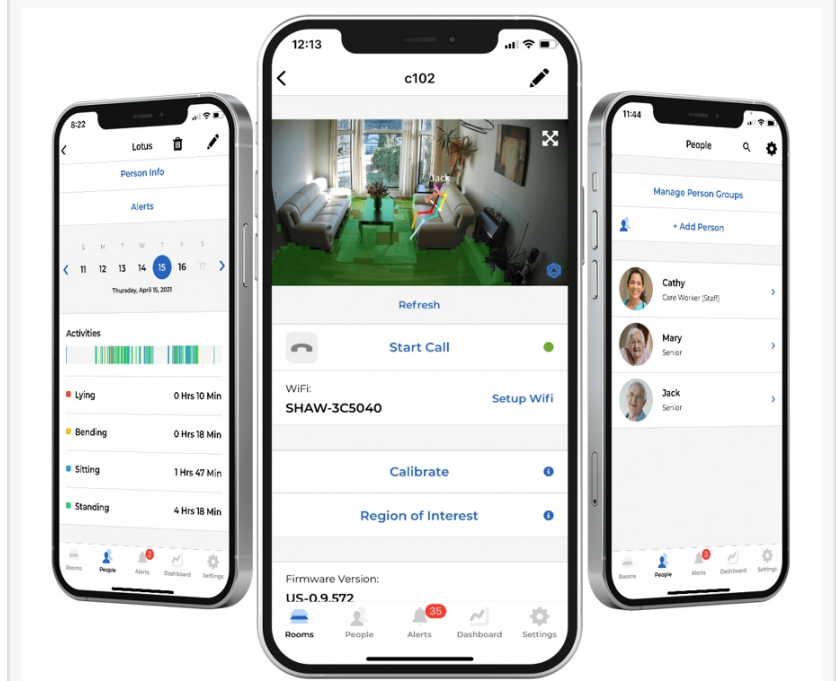 8:22
Lotus
Person Info
Alerts
S M T W T F S
11 12 13 14 15 16 17
Thursday, April 15, 2021
Activities
Lying 0 Hrs 10 Min
Bending 0 Hrs 18 Min
Sitting 1 Hrs 47 Min
Standing 4 Hrs 18 Min
2
Rooms People Alerts Dashboard Settings
12:13
c102
Jack
Refresh
Start Call
WiFi:
SHAW-3C5040 Setup Wifi
Calibrate
Region of Interest
Firmware Version:
US-0.9.572
35
Rooms People Alerts Dashboard Settings
11:44
People
Manage Person Groups
+ Add Person
Cathy
Care Worker (Staff)
Mary
Senior
Jack
Senior
3
Rooms People Alerts Dashboard Settings